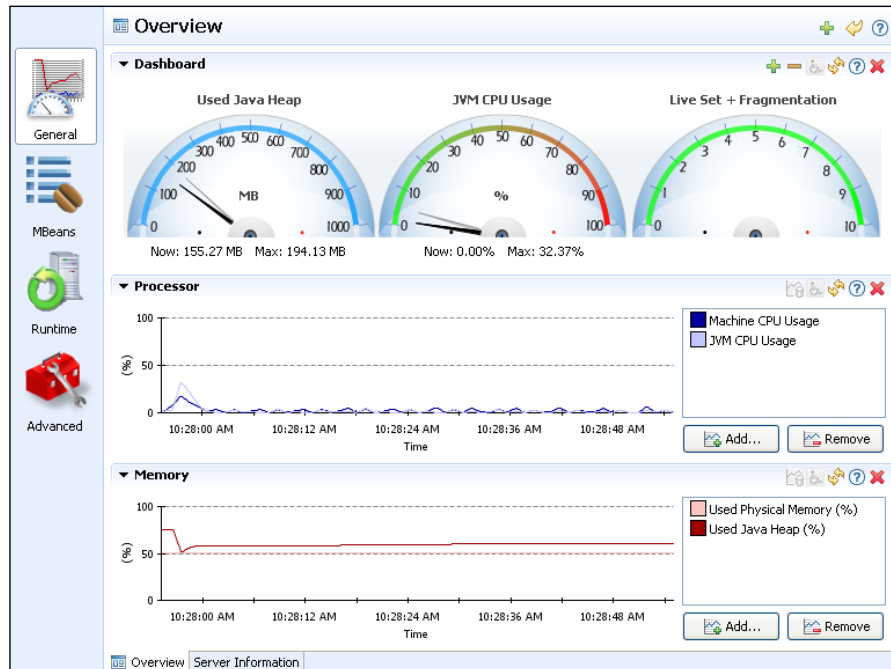 Overview
General
MBeans
Runtime
Advanced
Dashboard
Used Java Heap
0 100 200 300 400 500 600 700 800 900 1000
MB
Now: 155.27 MB Max: 194.13 MB
JVM CPU Usage
0 10 20 30 40 50 60 70 80 90 100
%
Now: 0.00% Max: 32.37%
Live Set + Fragmentation
0 1 2 3 4 5 6 7 8 9 10
Processor
100
50
0
(%)
10:28:00 AM 10:28:12 AM 10:28:24 AM 10:28:36 AM 10:28:48 AM
Time
Machine CPU Usage
JVM CPU Usage
Add... Remove
Memory
100
50
0
(%)
10:28:00 AM 10:28:12 AM 10:28:24 AM 10:28:36 AM 10:28:48 AM
Time
Used Physical Memory (%)
Used Java Heap (%)
Add... Remove
Overview Server Information